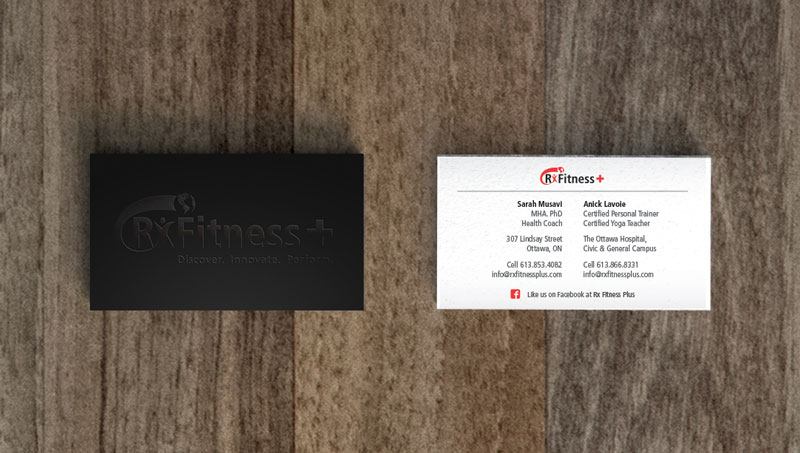 RxFitness+
Discover. Innovate. Perform.
RxFitness+
Sarah Musavi
MHA. PhD
Health Coach
307 Lindsay Street
Ottawa, ON
Cell 613.853.4082
info@rxfitnessplus.com
Anick Lavoie
Certified Personal Trainer
Certified Yoga Teacher
The Ottawa Hospital,
Civic & General Campus
Cell 613.866.8331
info@rxfitnessplus.com
Like us on Facebook at Rx Fitness Plus